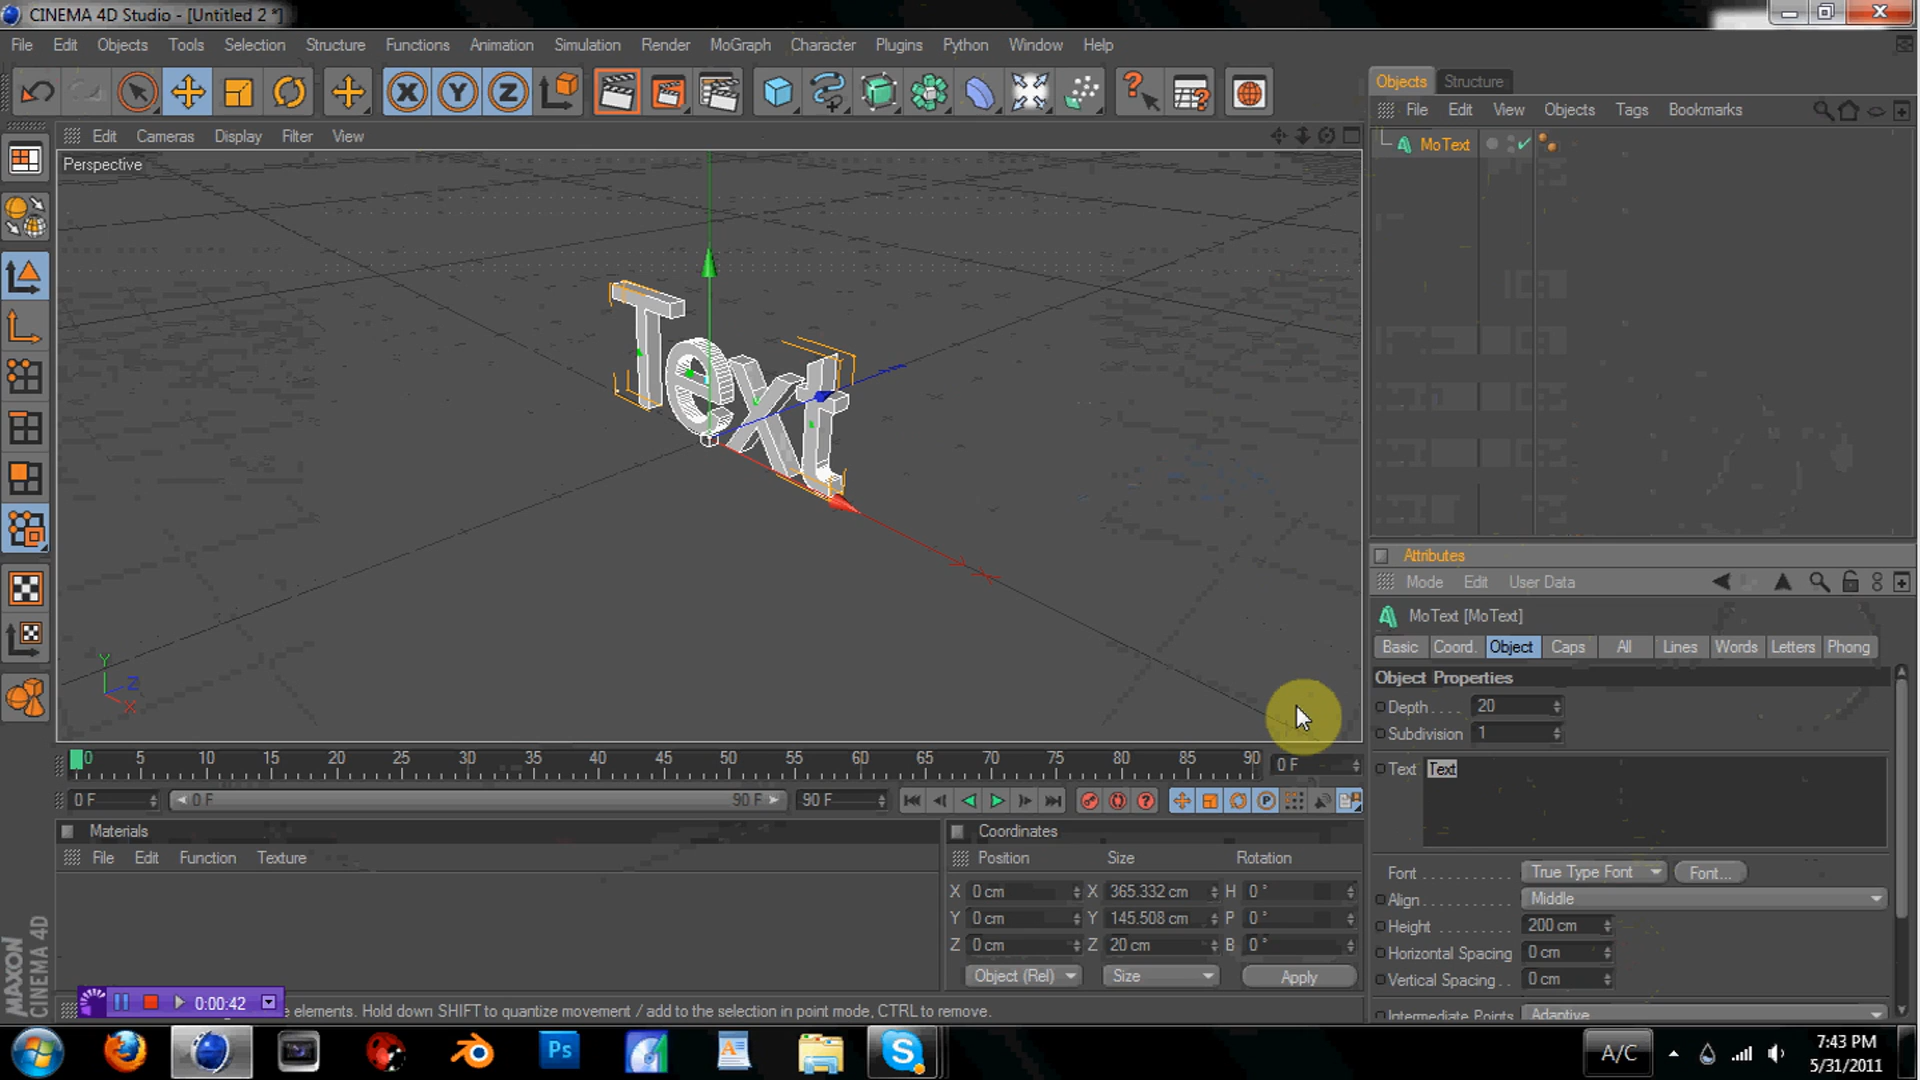 CINEMA 4D Studio - [Untitled 2 *]
File Edit Objects Tools Selection Structure Functions Animation Simulation Render MoGraph Character Plugins Python Window Help
X Y Z
Objects Structure
File Edit View Objects Tags Bookmarks
MoText
Edit Cameras Display Filter View
Perspective
Text
Y
Z
X
Attributes
Mode Edit User Data
MoText [MoText]
Basic Coord. Object Caps All Lines Words Letters Phong
Object Properties
Depth . . . . 20
Subdivision 1
Text Text
Font . . . . . . . . . . . True Type Font Font...
Align . . . . . . . . . . . Middle
Height . . . . . . . . . . 200 cm
Horizontal Spacing 0 cm
Vertical Spacing . . 0 cm
Intermediate Points Adaptive
0 5 10 15 20 25 30 35 40 45 50 55 60 65 70 75 80 85 90 0 F
0 F 0 F 90 F 90 F
Materials
File Edit Function Texture
Coordinates
Position Size Rotation
X 0 cm X 365.332 cm H 0 °
Y 0 cm Y 145.508 cm P 0 °
Z 0 cm Z 20 cm B 0 °
Object (Rel) Size Apply
MAXON
CINEMA 4D
0:00:42
e elements. Hold down SHIFT to quantize movement / add to the selection in point mode, CTRL to remove.
Ps
A/C
7:43 PM
5/31/2011